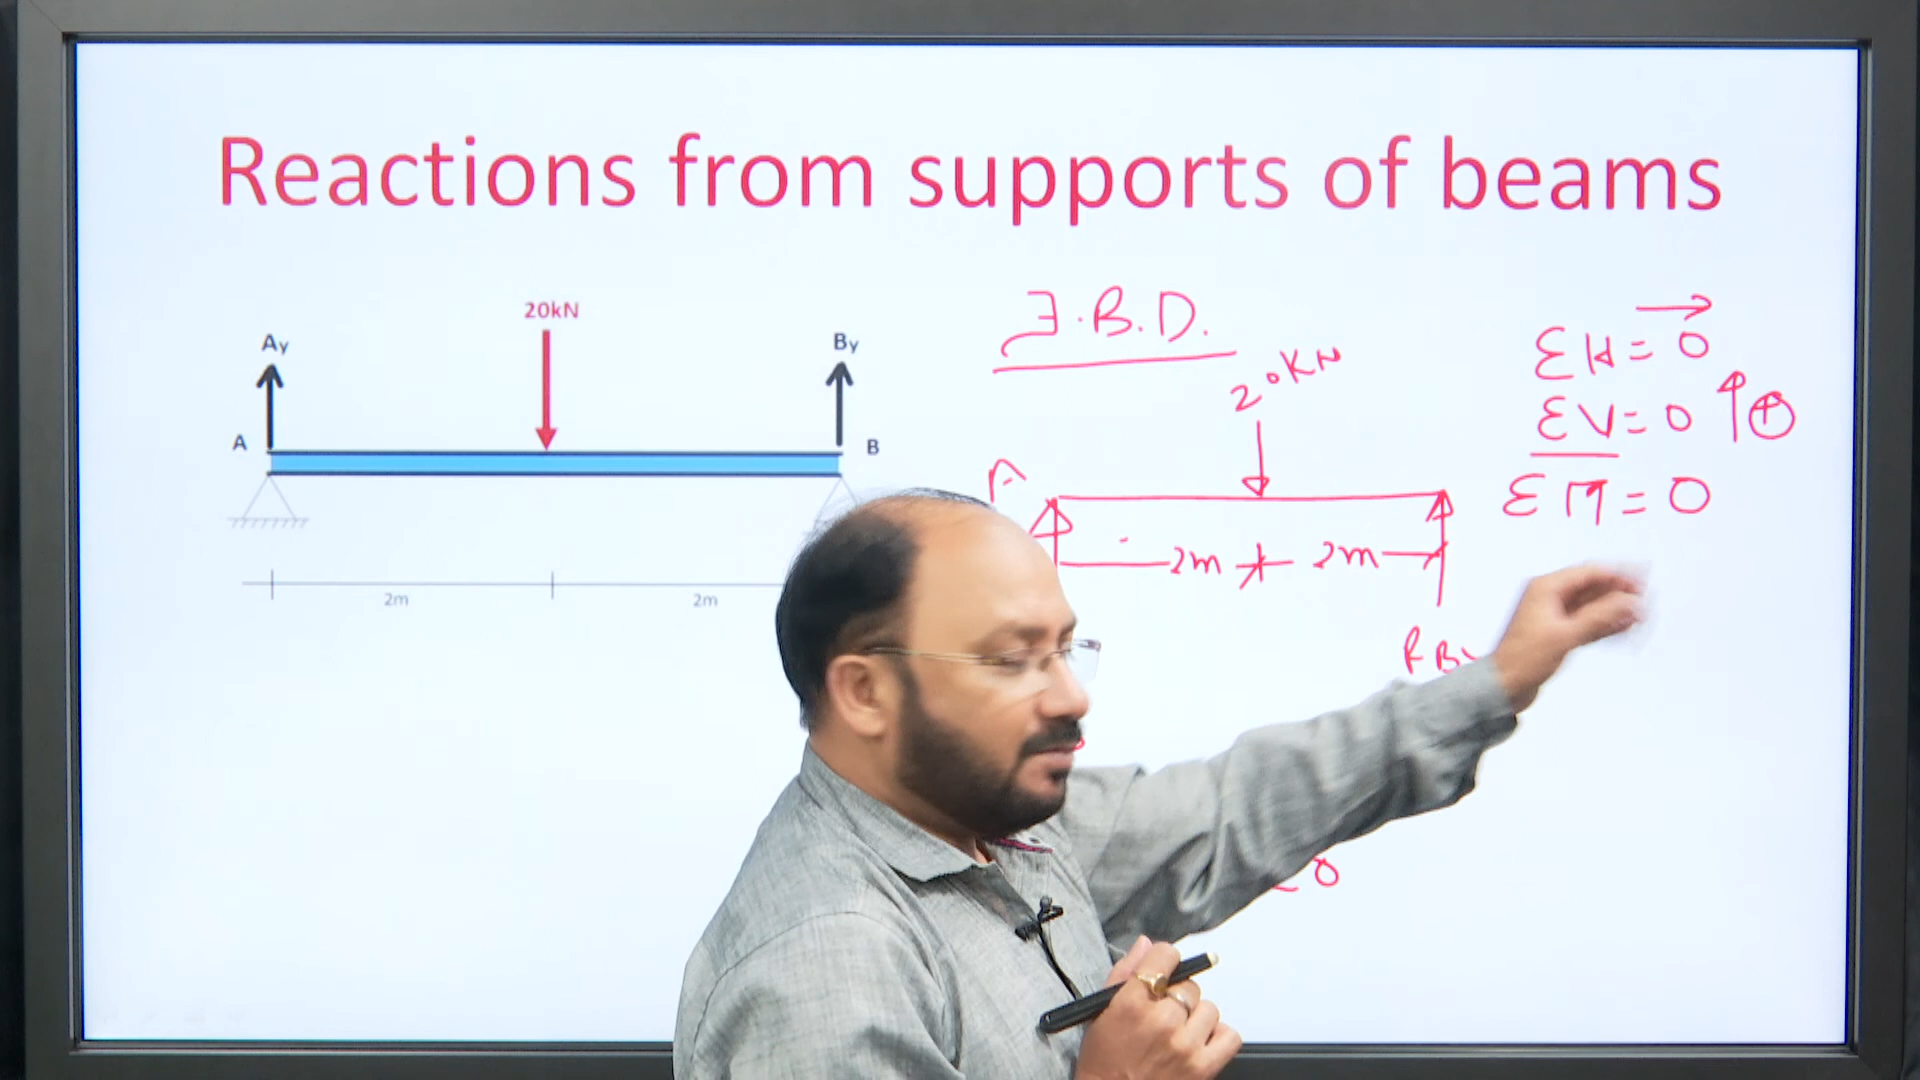 Reactions from supports of beams
20kN
Ay
By
A
B
2m
2m
F.B.D.
20KN
A
2m
2m
RBy
ΣH = 0
ΣV = 0
ΣM = 0